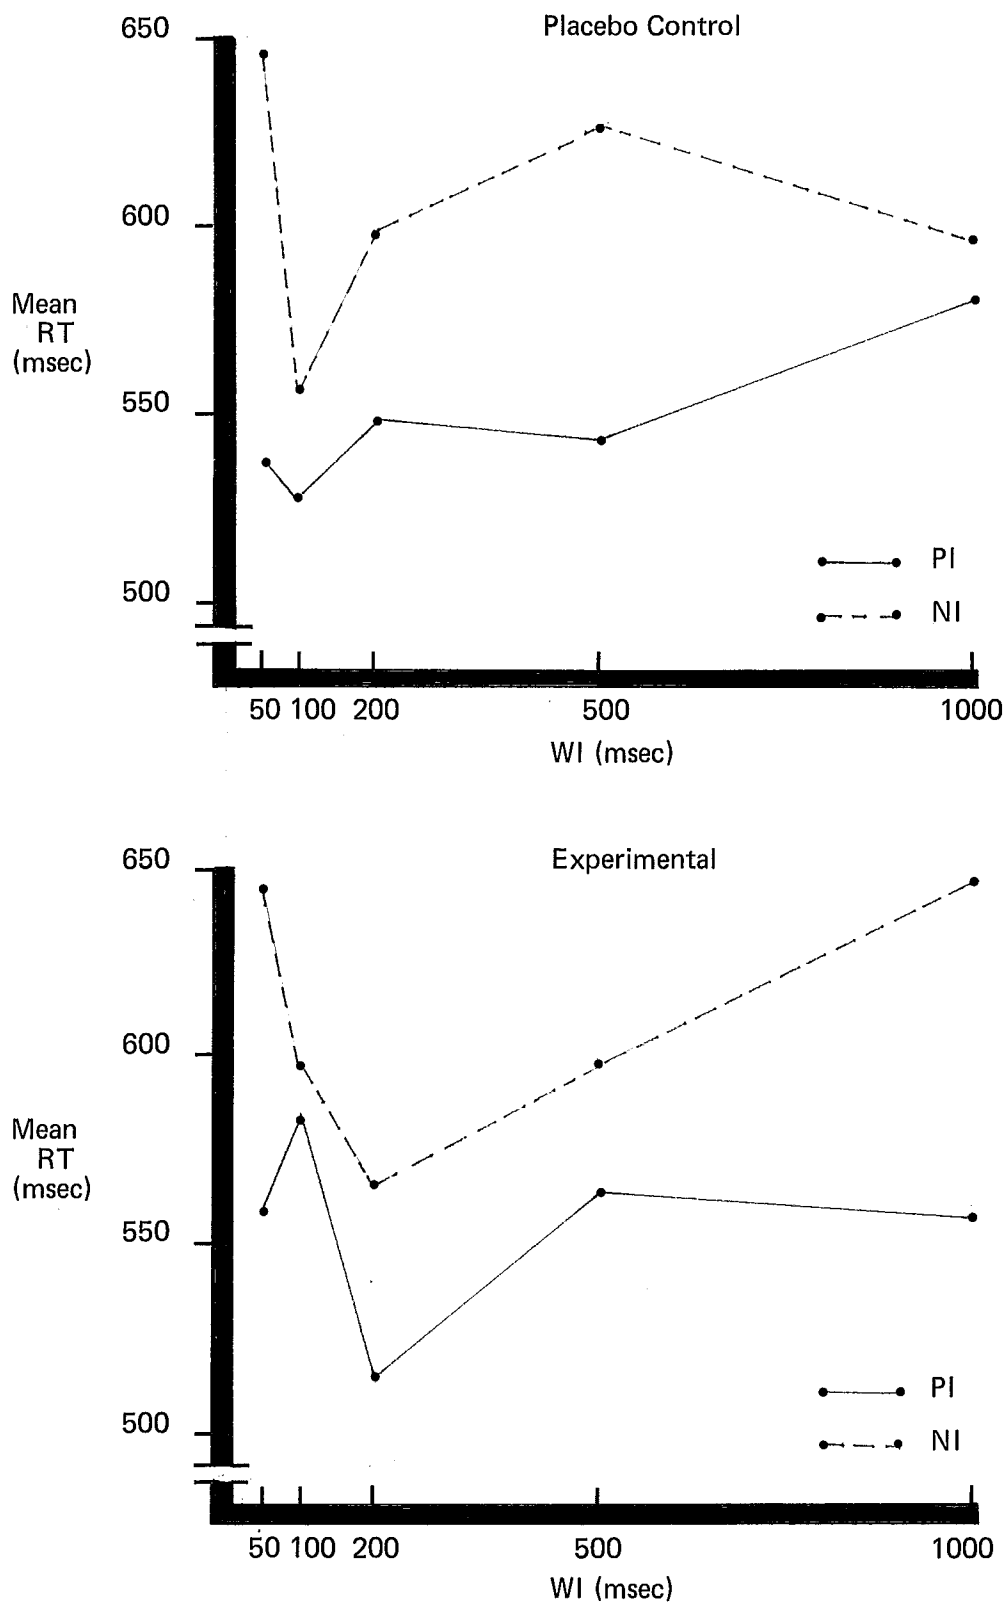 Placebo Control
650
600
Mean
RT
(msec)
550
500
PI
NI
50 100 200 500 1000
WI (msec)
Experimental
650
600
Mean
RT
(msec)
550
500
PI
NI
50 100 200 500 1000
WI (msec)